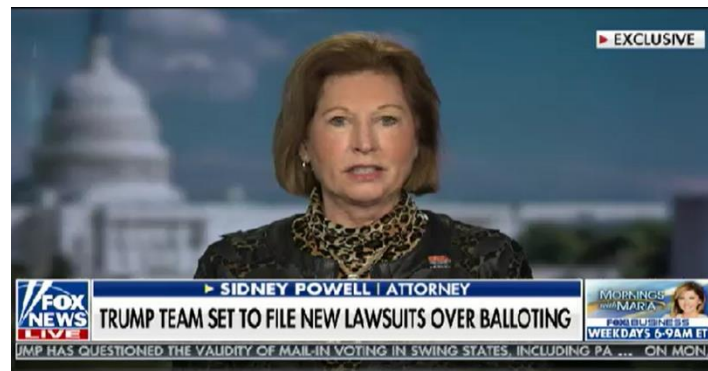 EXCLUSIVE
SIDNEY POWELL | ATTORNEY
TRUMP TEAM SET TO FILE NEW LAWSUITS OVER BALLOTING
FOX
NEWS
LIVE
MORNINGS
with MARIA
FOX BUSINESS
WEEKDAYS 6-9AM ET
UMP HAS QUESTIONED THE VALIDITY OF MAIL-IN VOTING IN SWING STATES, INCLUDING PA ... ON MON